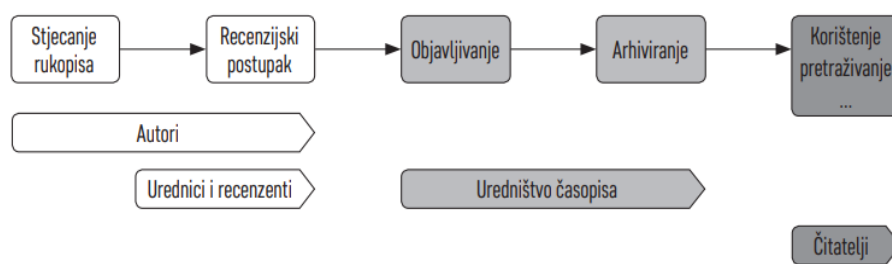 Stjecanje
rukopisa
Recenzijski
postupak
Objavljivanje
Arhiviranje
Korištenje
pretraživanje
...
Autori
Urednici i recenzenti
Uredništvo časopisa
Čitatelji